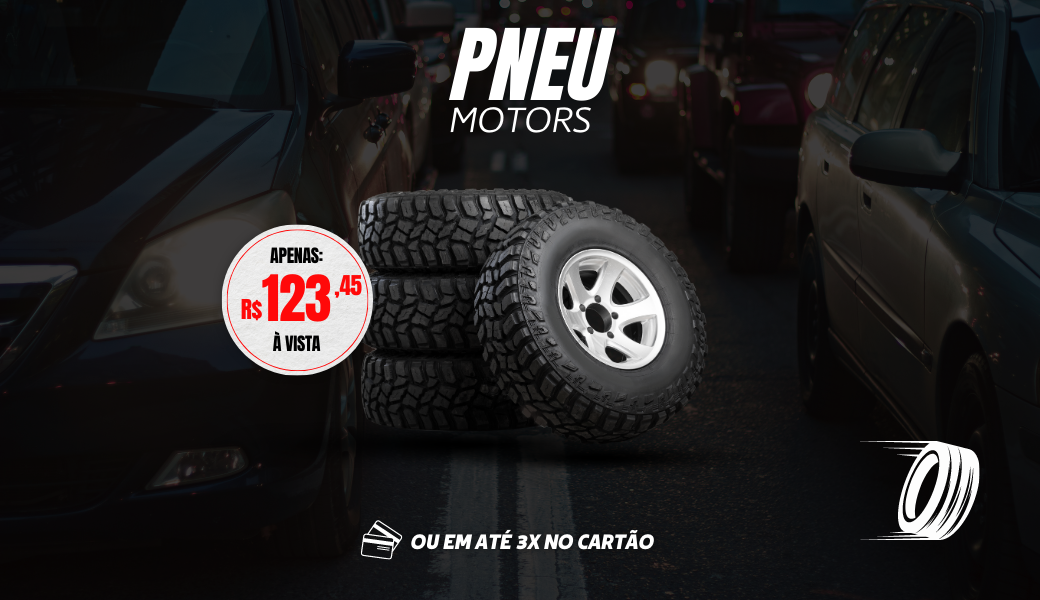 PNEU
MOTORS
APENAS:
R$123,45
À VISTA
OU EM ATÉ 3X NO CARTÃO